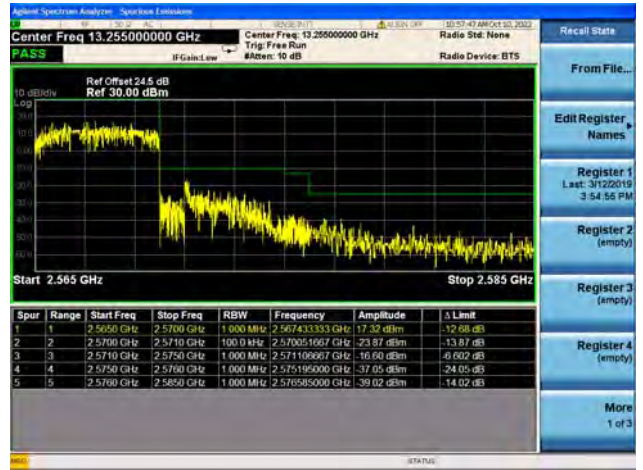 Agilent Spectrum Analyzer Spurious Emissions
RF 50 Ω AC SENSE:INT ALIGN OFF 10:57:47 AM Oct 10, 2022
Center Freq 13.255000000 GHz Center Freq: 13.255000000 GHz Radio Std: None
PASS IFGain:Low Trig: Free Run
#Atten: 10 dB Radio Device: BTS
Ref Offset 24.5 dB
10 dB/div Ref 30.00 dBm
Log
Start 2.565 GHz Stop 2.585 GHz
Spur Range Start Freq Stop Freq RBW Frequency Amplitude Δ Limit
1 1 2.5650 GHz 2.5700 GHz 1.000 MHz 2.567433333 GHz 17.32 dBm -12.68 dB
2 2 2.5700 GHz 2.5710 GHz 100.0 kHz 2.570051667 GHz -23.87 dBm -13.87 dB
3 3 2.5710 GHz 2.5750 GHz 1.000 MHz 2.571106667 GHz -16.60 dBm -6.602 dB
4 4 2.5750 GHz 2.5760 GHz 1.000 MHz 2.575195000 GHz -37.05 dBm -24.05 dB
5 5 2.5760 GHz 2.5850 GHz 1.000 MHz 2.576585000 GHz -39.02 dBm -14.02 dB
MSG STATUS
Recall State
From File...
Edit Register
Names
Register 1
Last: 3/12/2019
3:54:55 PM
Register 2
(empty)
Register 3
(empty)
Register 4
(empty)
More
1 of 3